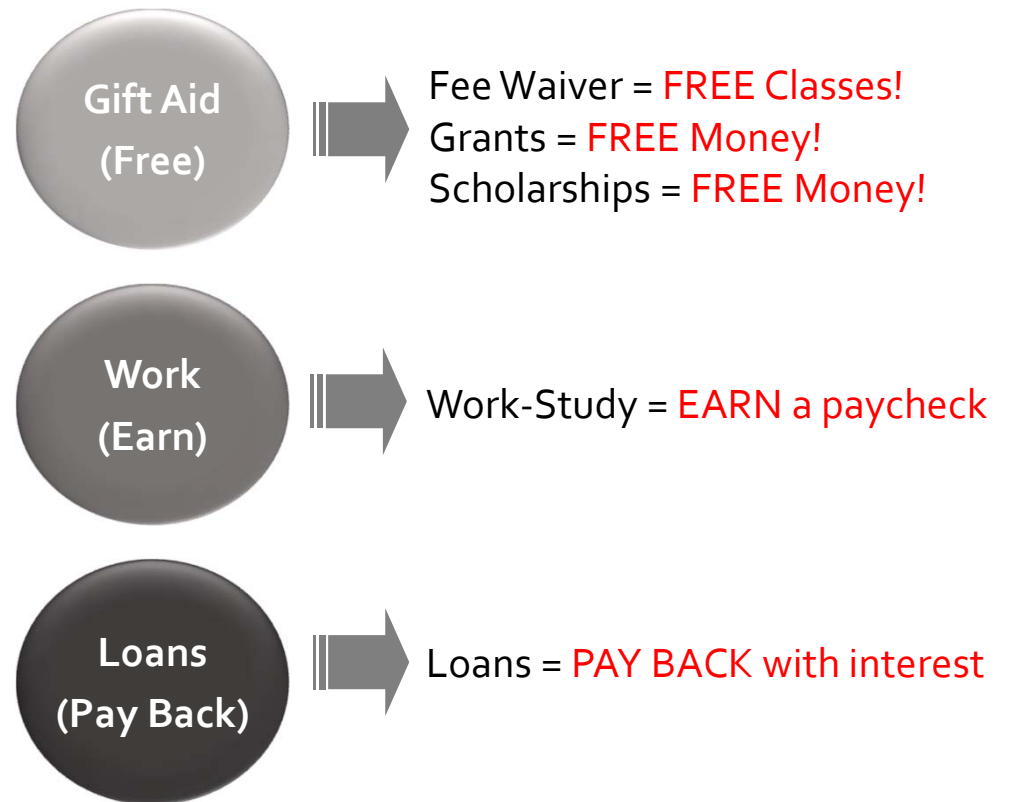 Gift Aid
(Free)
Fee Waiver = FREE Classes!
Grants = FREE Money!
Scholarships = FREE Money!
Work
(Earn)
Work-Study = EARN a paycheck
Loans
(Pay Back)
Loans = PAY BACK with interest